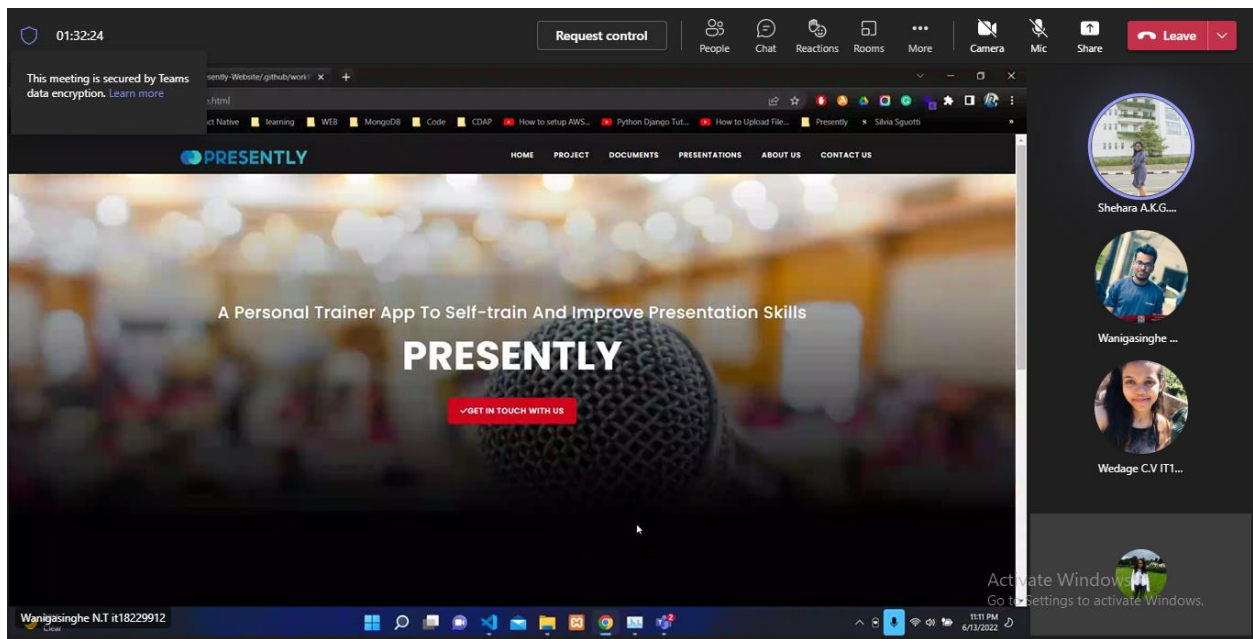 01:32:24
Request control
People
Chat
Reactions
Rooms
More
Camera
Mic
Share
Leave
This meeting is secured by Teams
data encryption. Learn more
esently-Website/.github/work
.html
ct Native learning WEB MongoDB Code CDAP How to setup AWS... Python Django Tut... How to Upload File... Presently Silvia Sguotti
PRESENTLY
HOME PROJECT DOCUMENTS PRESENTATIONS ABOUT US CONTACT US
A Personal Trainer App To Self-train And Improve Presentation Skills
PRESENTLY
GET IN TOUCH WITH US
Shehara A.K.G....
Wanigasinghe ...
Wedage C.V IT1...
Activate Windows
Go to Settings to activate Windows.
Wanigasinghe N.T it18229912
Clear
11:11 PM
6/13/2022